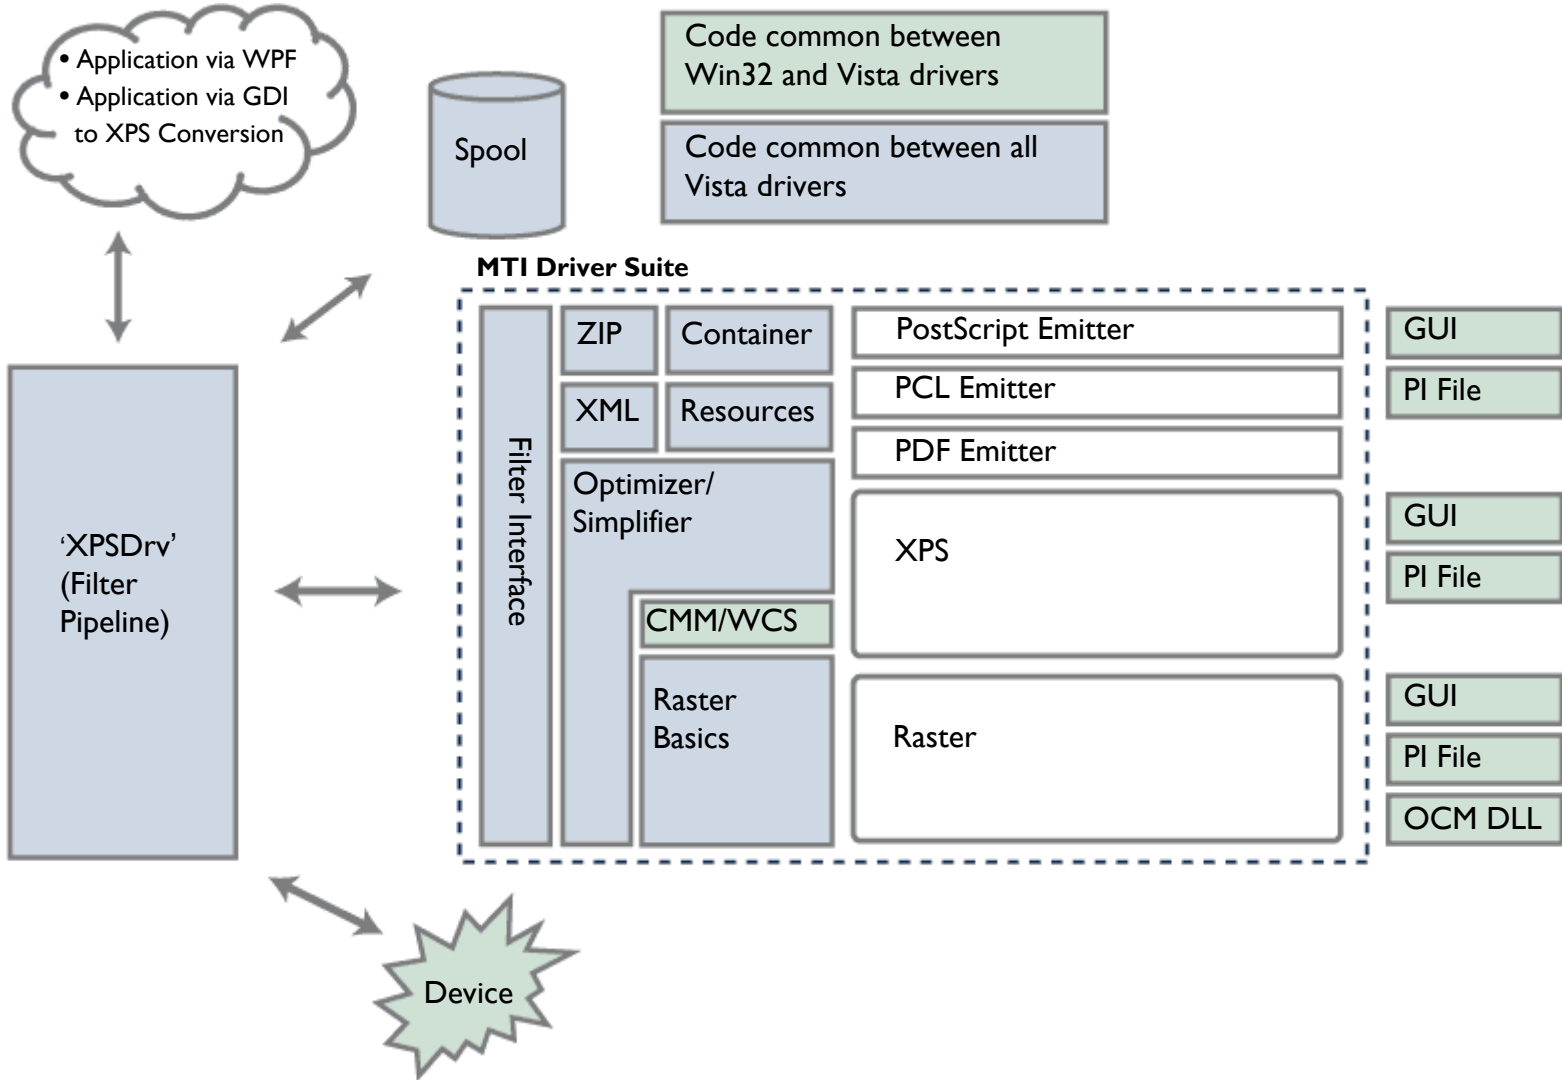 • Application via WPF
• Application via GDI
to XPS Conversion
Spool
Code common between
Win32 and Vista drivers
Code common between all
Vista drivers
MTI Driver Suite
‘XPSDrv’
(Filter
Pipeline)
Filter Interface
ZIP
Container
XML
Resources
Optimizer/
Simplifier
CMM/WCS
Raster
Basics
PostScript Emitter
PCL Emitter
PDF Emitter
XPS
Raster
GUI
PI File
GUI
PI File
GUI
PI File
OCM DLL
Device